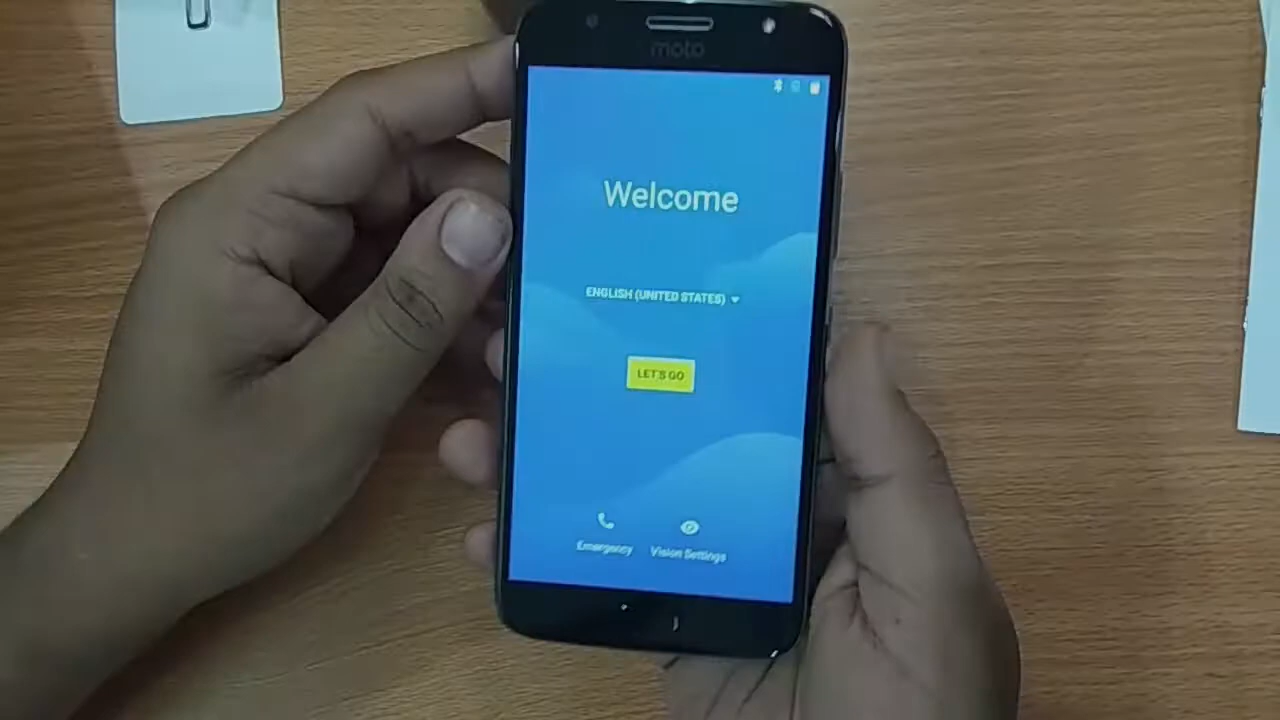 moto
Welcome
ENGLISH (UNITED STATES)
LET'S GO
Emergency
Vision Settings